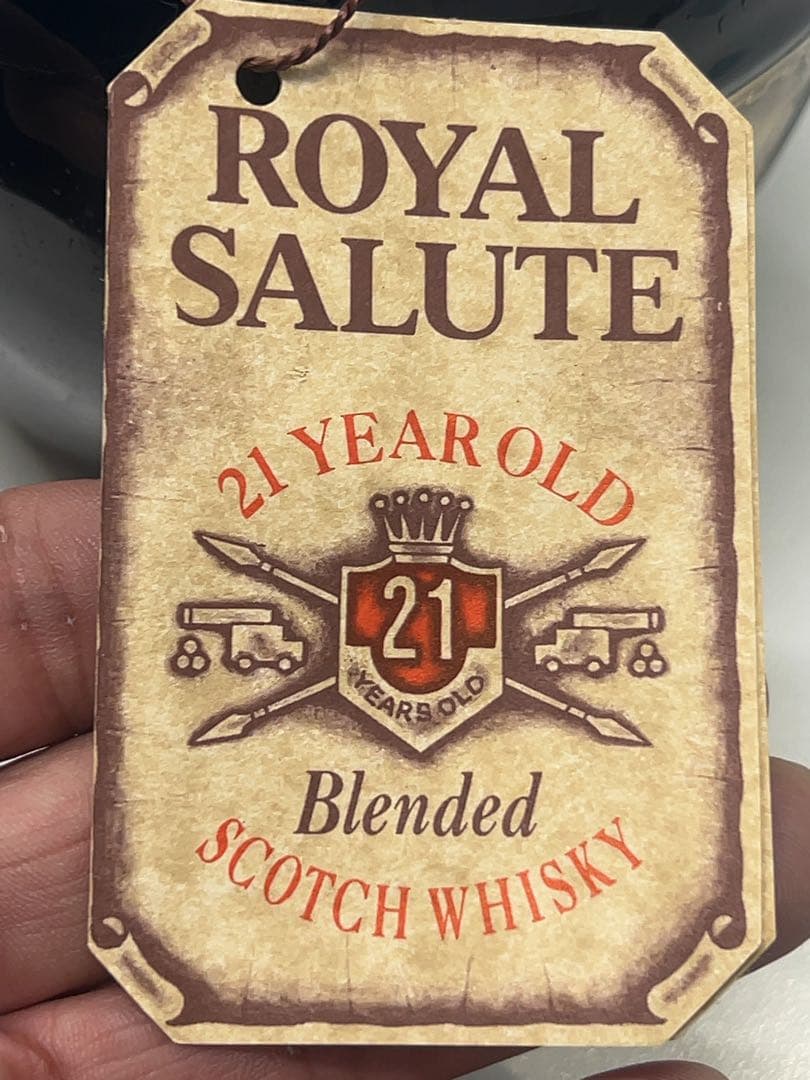 ROYAL
SALUTE
21 YEAR OLD
21
YEARS OLD
Blended
SCOTCH WHISKY